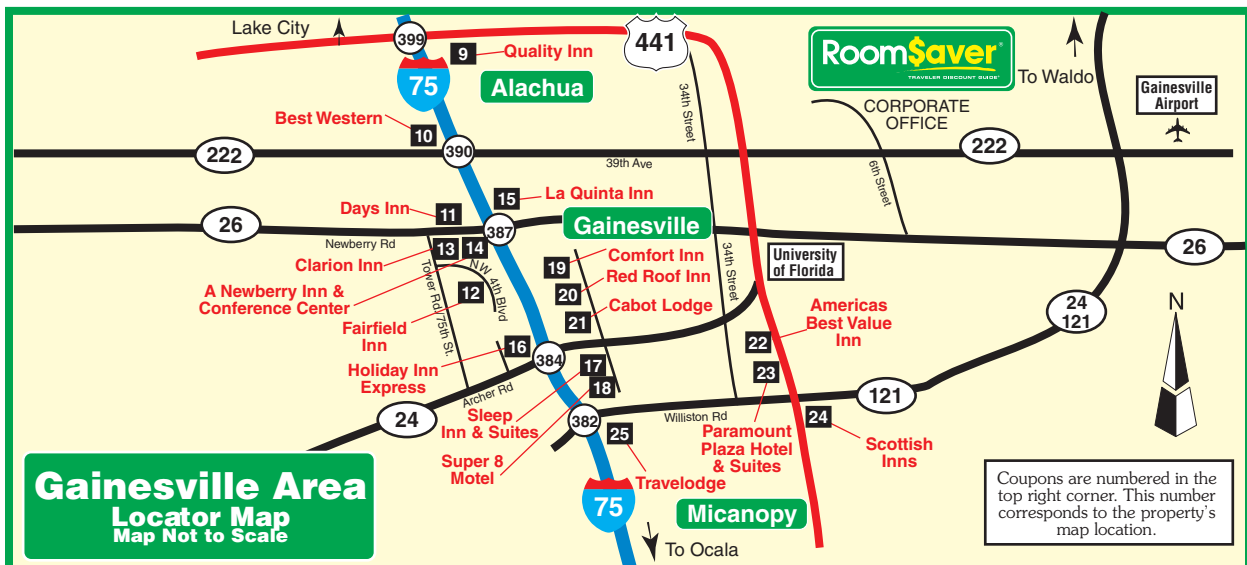 Lake City
399
9
Quality Inn
75
Alachua
441
34th Street
Room$aver®
TRAVELER DISCOUNT GUIDE
To Waldo
CORPORATE
OFFICE
Gainesville
Airport
Best Western
10
222
390
39th Ave
222
6th Street
15
La Quinta Inn
Days Inn
11
26
387
Gainesville
Newberry Rd
26
13
14
Clarion Inn
NW 4th Blvd
Tower Rd/75th St.
A Newberry Inn &
Conference Center
12
Fairfield
Inn
19
Comfort Inn
20
Red Roof Inn
21
Cabot Lodge
34th Street
University
of Florida
24
121
N
Americas
Best Value
Inn
22
23
16
Holiday Inn
Express
384
17
18
Archer Rd
24
Sleep
Inn & Suites
382
Williston Rd
121
25
Super 8
Motel
Travelodge
Paramount
Plaza Hotel
& Suites
24
Scottish
Inns
75
Micanopy
To Ocala
Gainesville Area
Locator Map
Map Not to Scale
Coupons are numbered in the
top right corner. This number
corresponds to the property's
map location.